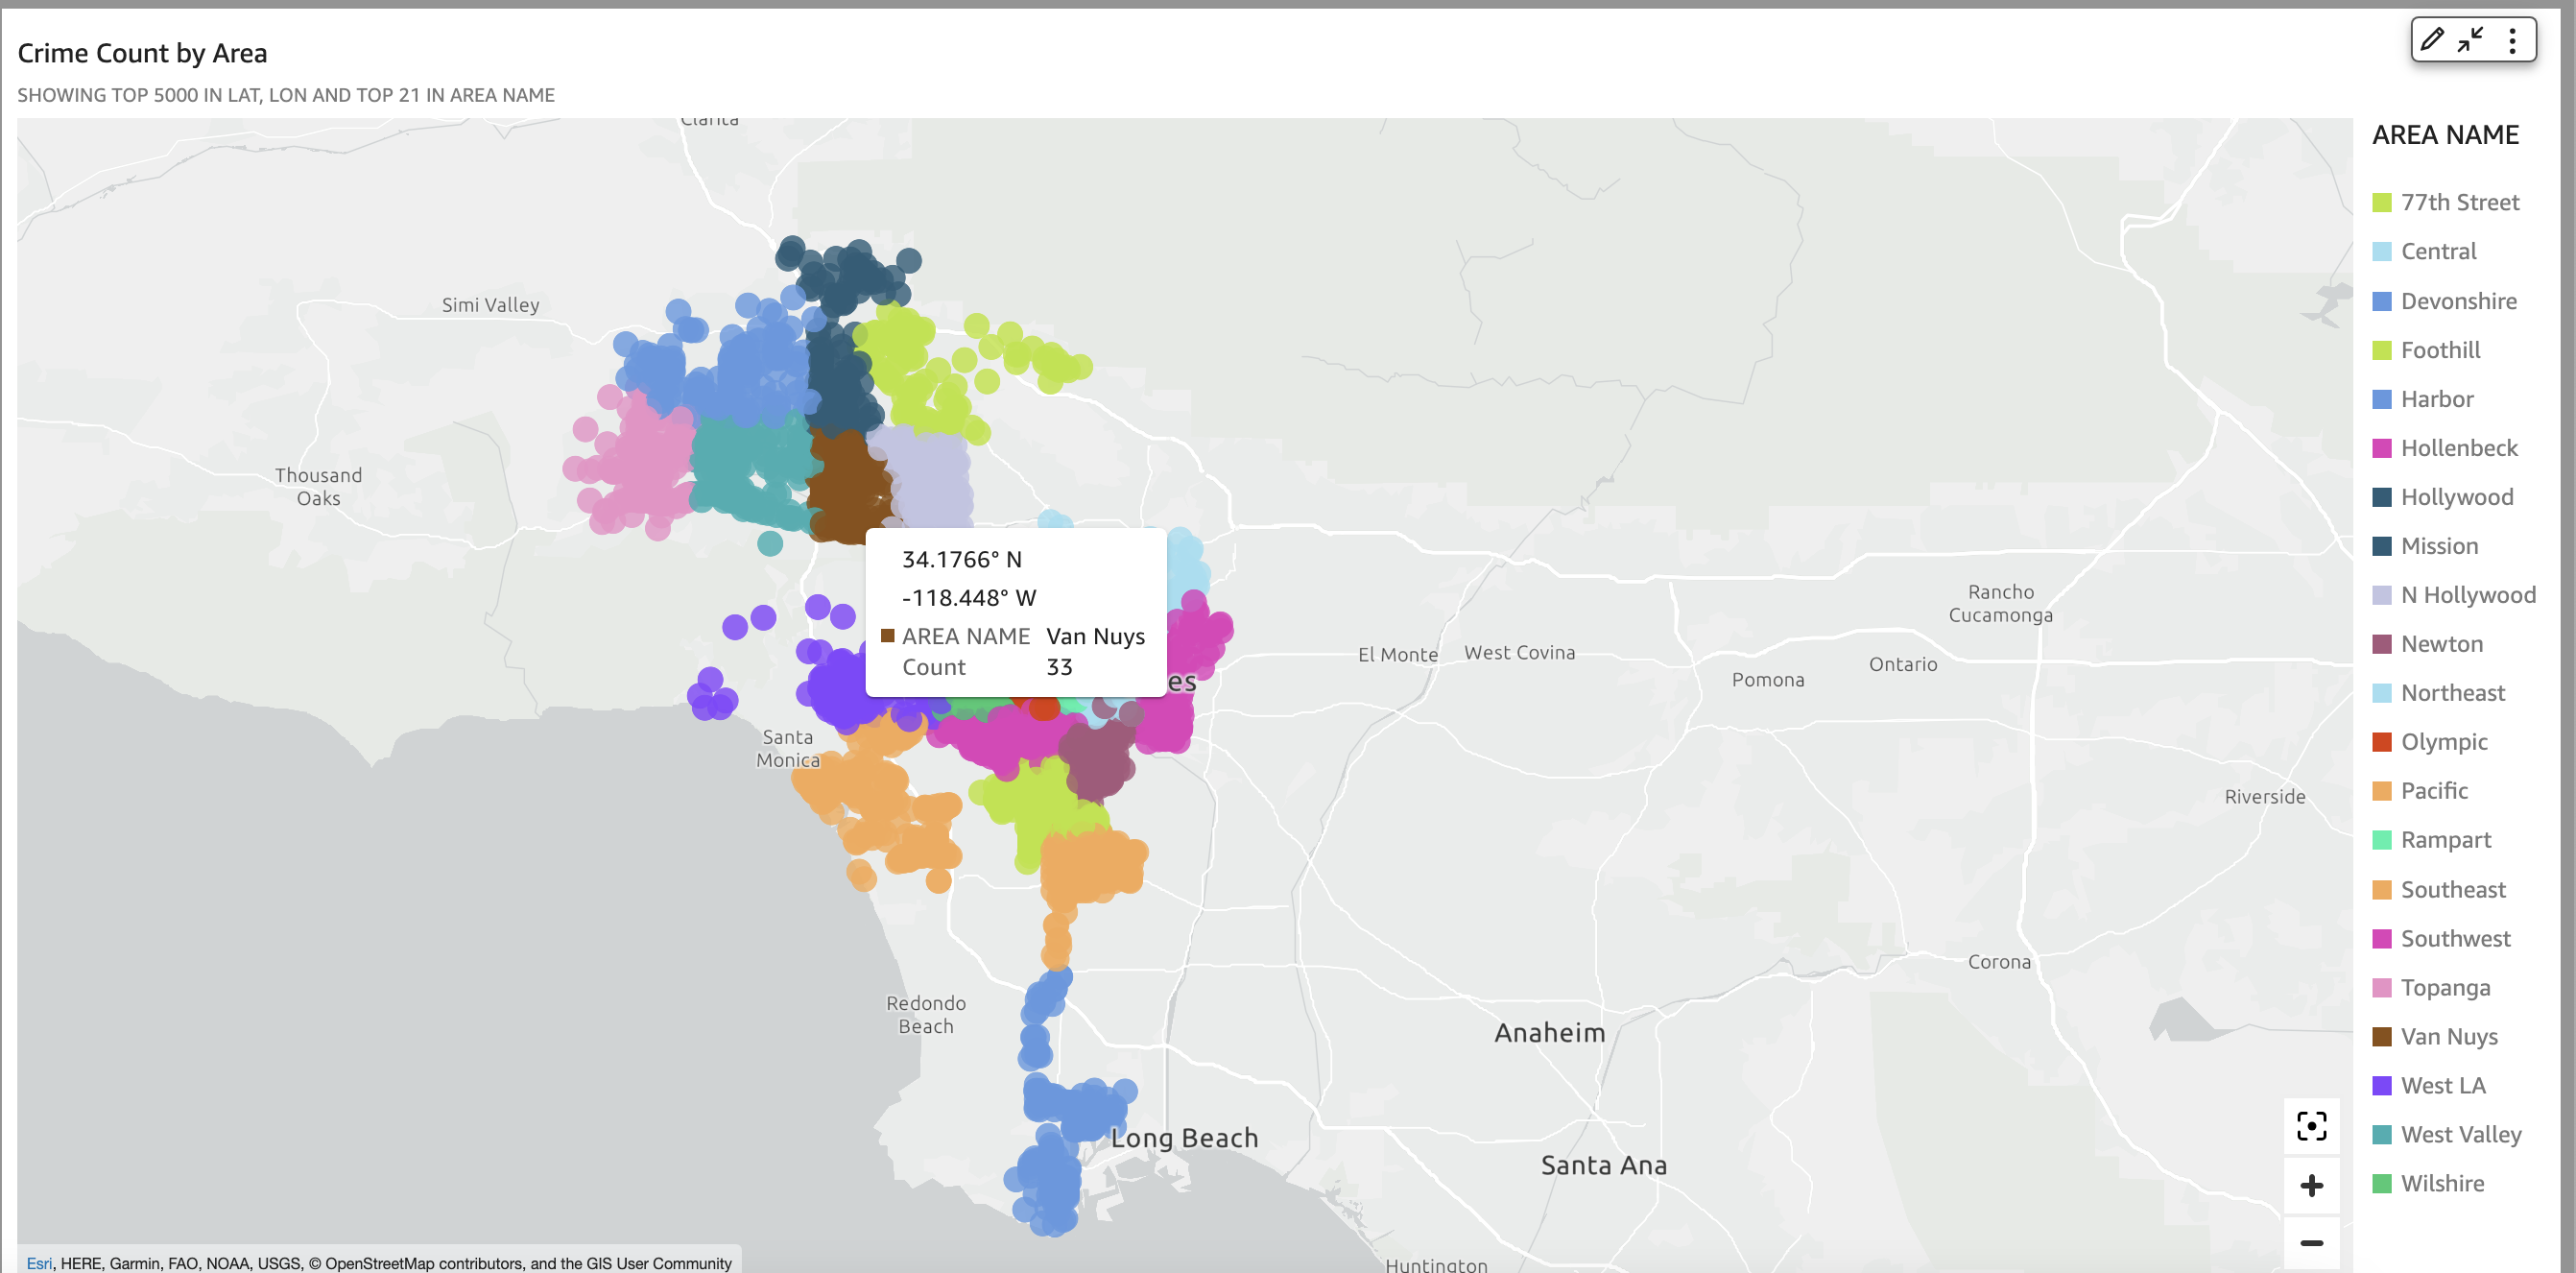 Crime Count by Area
SHOWING TOP 5000 IN LAT, LON AND TOP 21 IN AREA NAME
Clarita
AREA NAME
77th Street
Central
Devonshire
Foothill
Harbor
Hollenbeck
Hollywood
Mission
N Hollywood
Newton
Northeast
Olympic
Pacific
Rampart
Southeast
Southwest
Topanga
Van Nuys
West LA
West Valley
Wilshire
Simi Valley
Thousand
Oaks
34.1766° N
-118.448° W
AREA NAME Van Nuys
Count 33
es
Rancho
Cucamonga
El Monte
West Covina
Ontario
Pomona
Santa
Monica
Riverside
Corona
Redondo
Beach
Anaheim
Long Beach
Santa Ana
Huntington
Esri, HERE, Garmin, FAO, NOAA, USGS, © OpenStreetMap contributors, and the GIS User Community